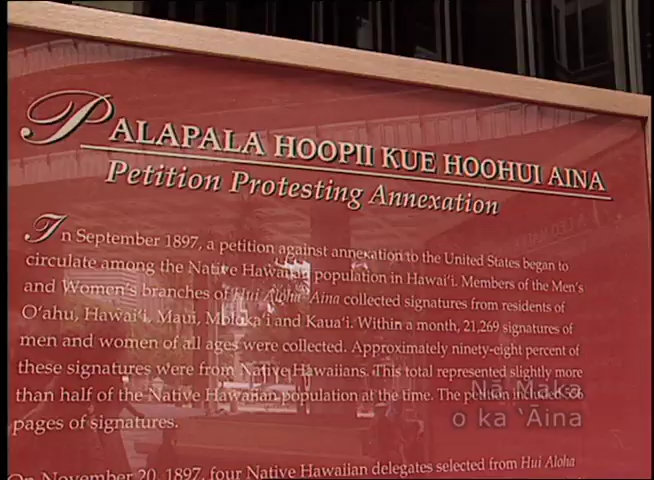 PALAPALA HOOPII KUE HOOHUI AINA
Petition Protesting Annexation
In September 1897, a petition against annexation to the United States began to
circulate among the Native Hawaiian population in Hawai‘i. Members of the Men's
and Women's branches of Hui Aloha ‘Aina collected signatures from residents of
O‘ahu, Hawai‘i, Maui, Moloka‘i and Kaua‘i. Within a month, 21,269 signatures of
men and women of all ages were collected. Approximately ninety-eight percent of
these signatures were from Native Hawaiians. This total represented slightly more
than half of the Native Hawaiian population at the time. The petition included 556
pages of signatures.
On November 20, 1897, four Native Hawaiian delegates selected from Hui Aloha
Nā Maka
o ka ‘Āina